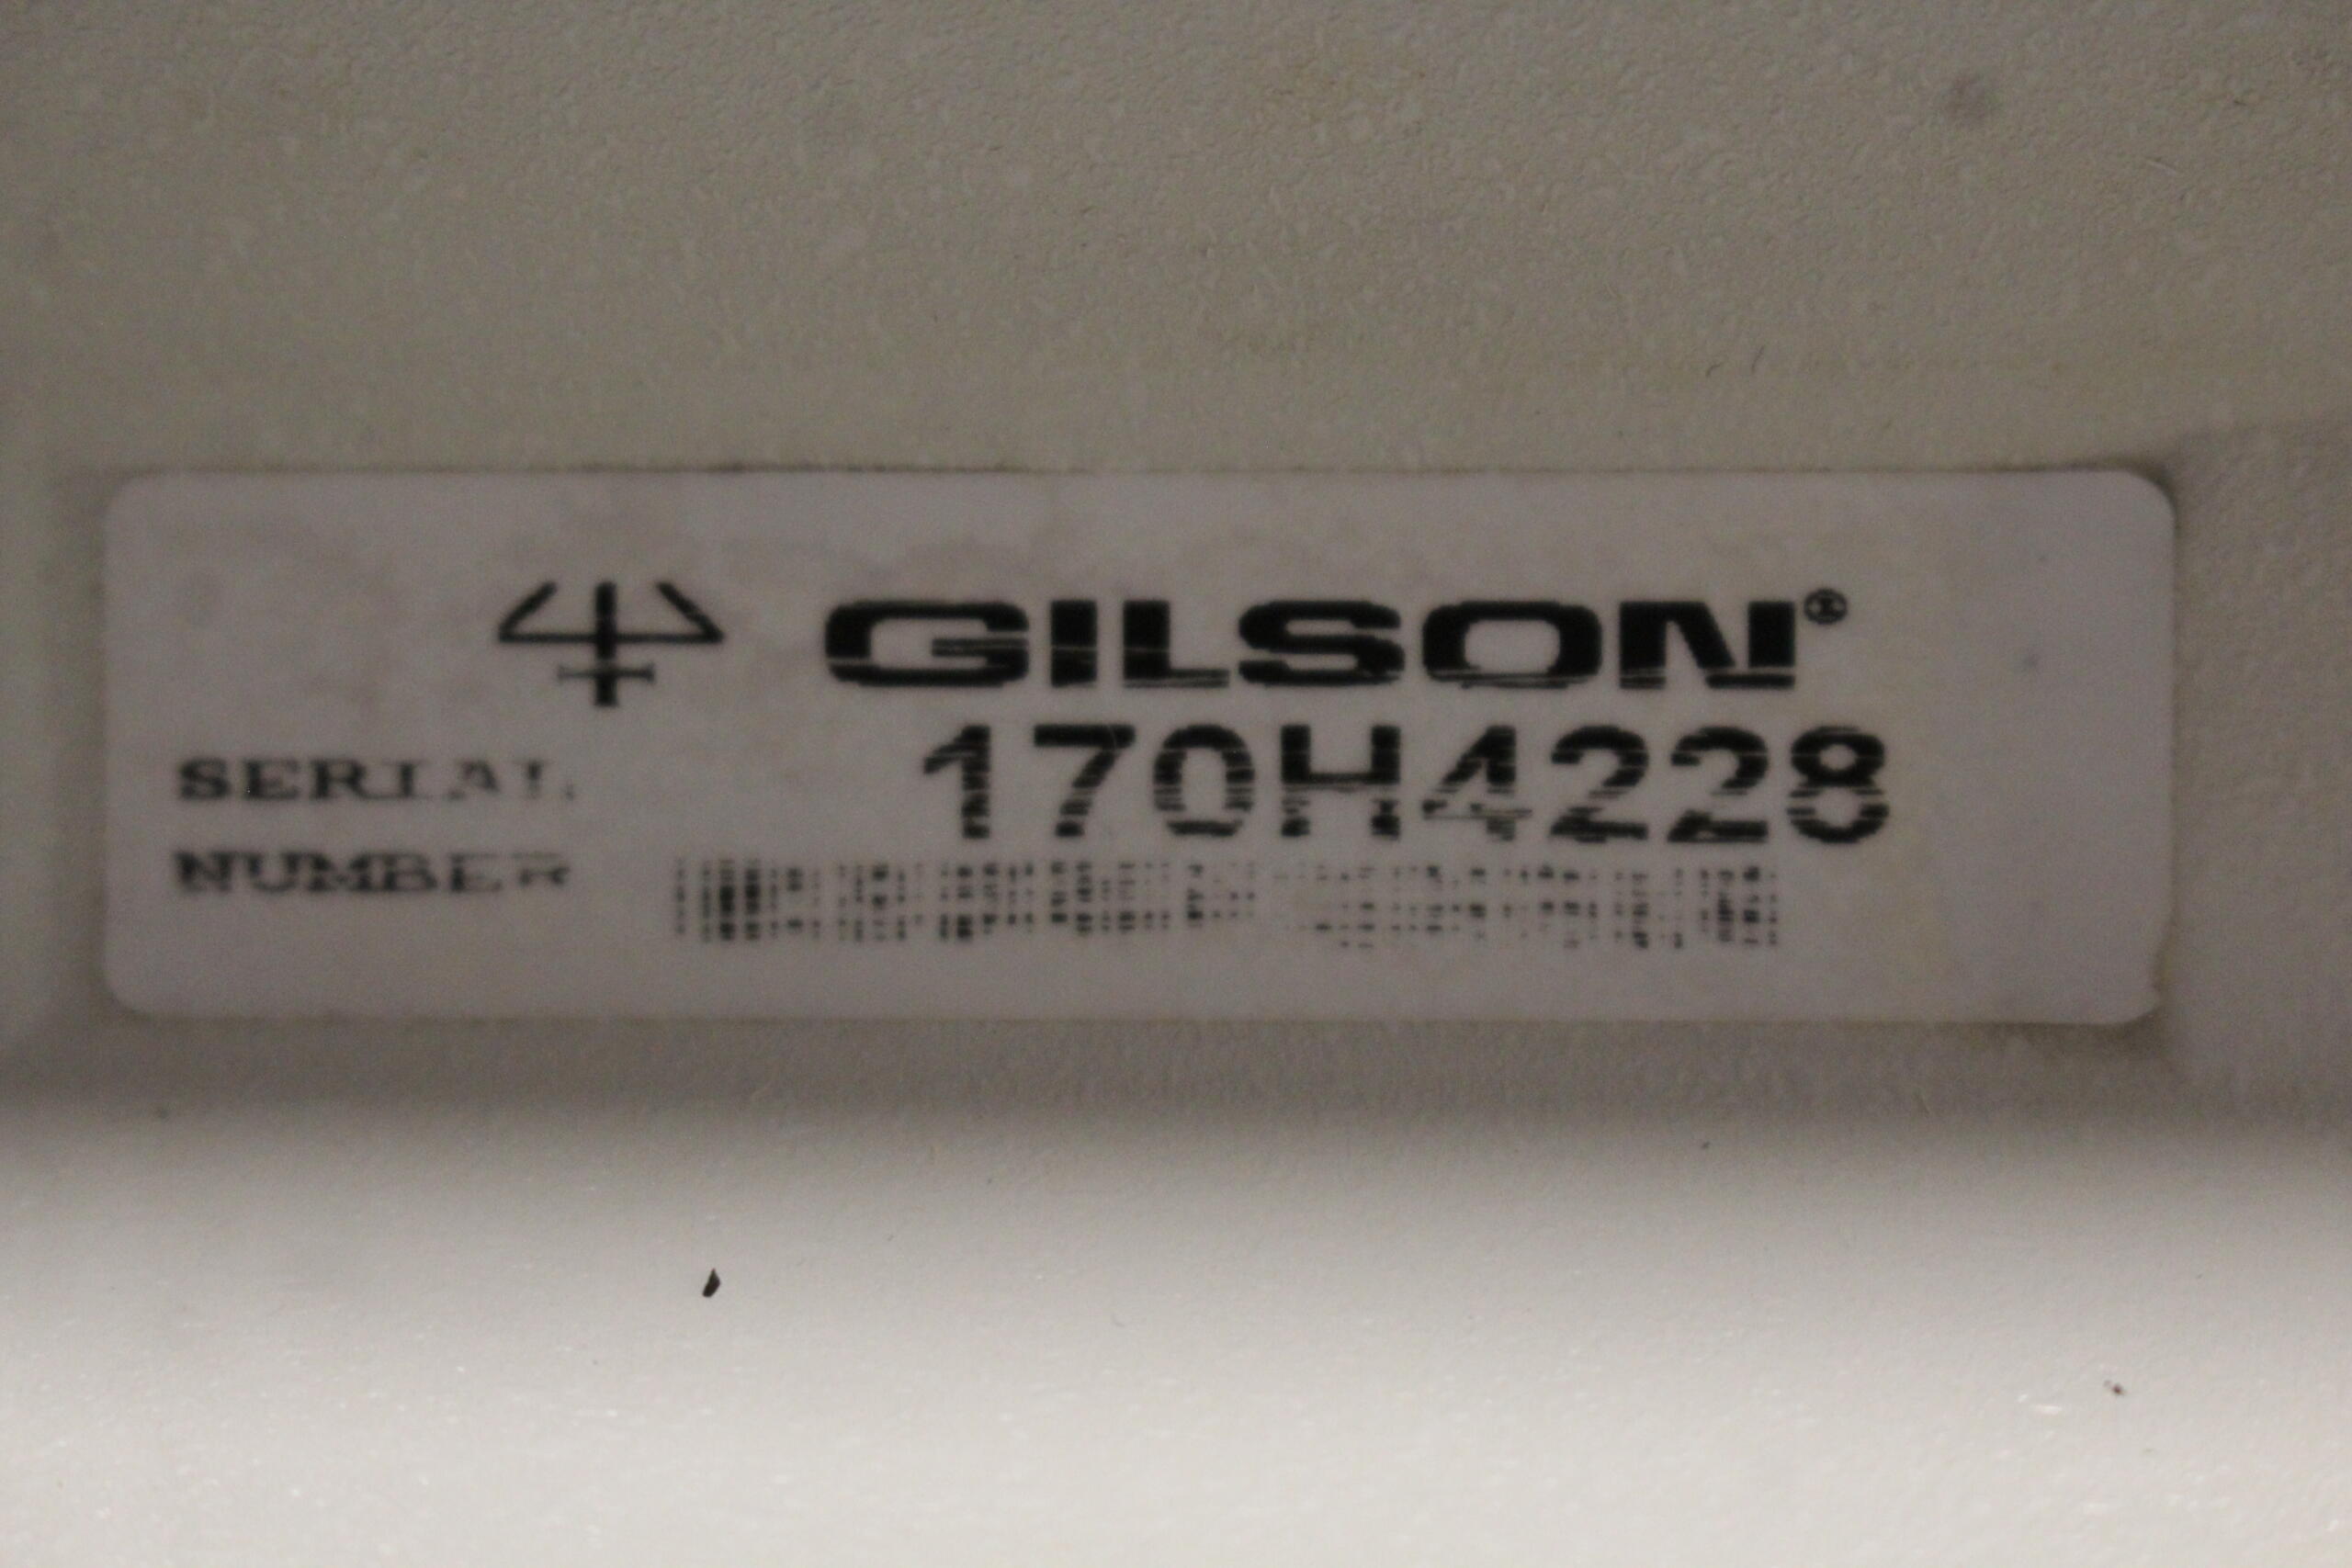 GILSON®
170H4228
SERIAL
NUMBER